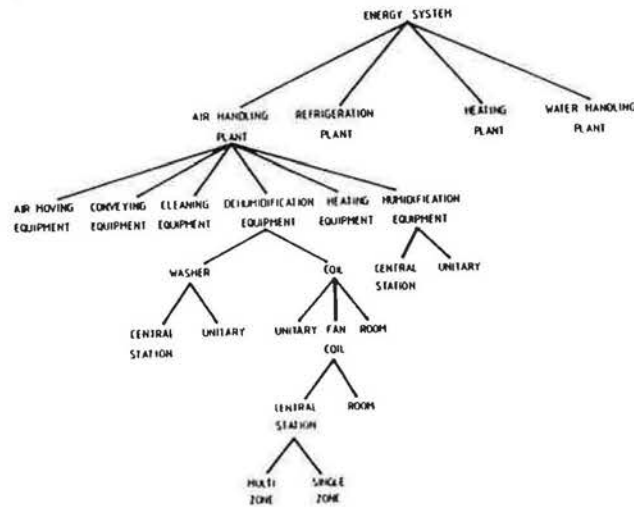 ENERGY SYSTEM
AIR HANDLING PLANT
REFRIGERATION PLANT
HEATING PLANT
WATER HANDLING PLANT
AIR MOVING EQUIPMENT
CONVEYING EQUIPMENT
CLEANING EQUIPMENT
DEHUMIDIFICATION EQUIPMENT
HEATING EQUIPMENT
HUMIDIFICATION EQUIPMENT
WASHER
COIL
CENTRAL STATION
UNITARY
CENTRAL STATION
UNITARY
UNITARY
FAN COIL
ROOM
CENTRAL STATION
ROOM
MULTI ZONE
SINGLE ZONE